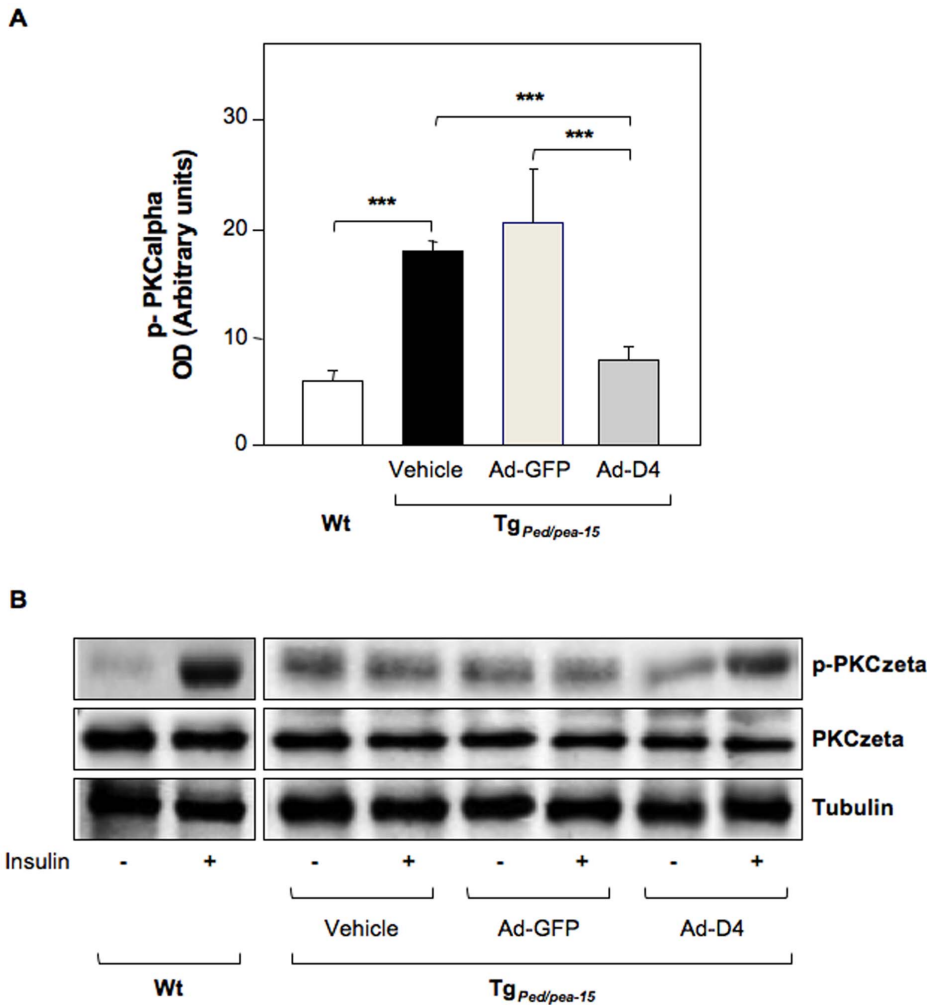 A
p- PKCalpha
OD (Arbitrary units)
30
20
10
0
***
***
***
Vehicle Ad-GFP Ad-D4
Wt Tg Ped/pea-15
B
p-PKCzeta
PKCzeta
Tubulin
Insulin - + - + - + - +
Vehicle Ad-GFP Ad-D4
Wt Tg Ped/pea-15